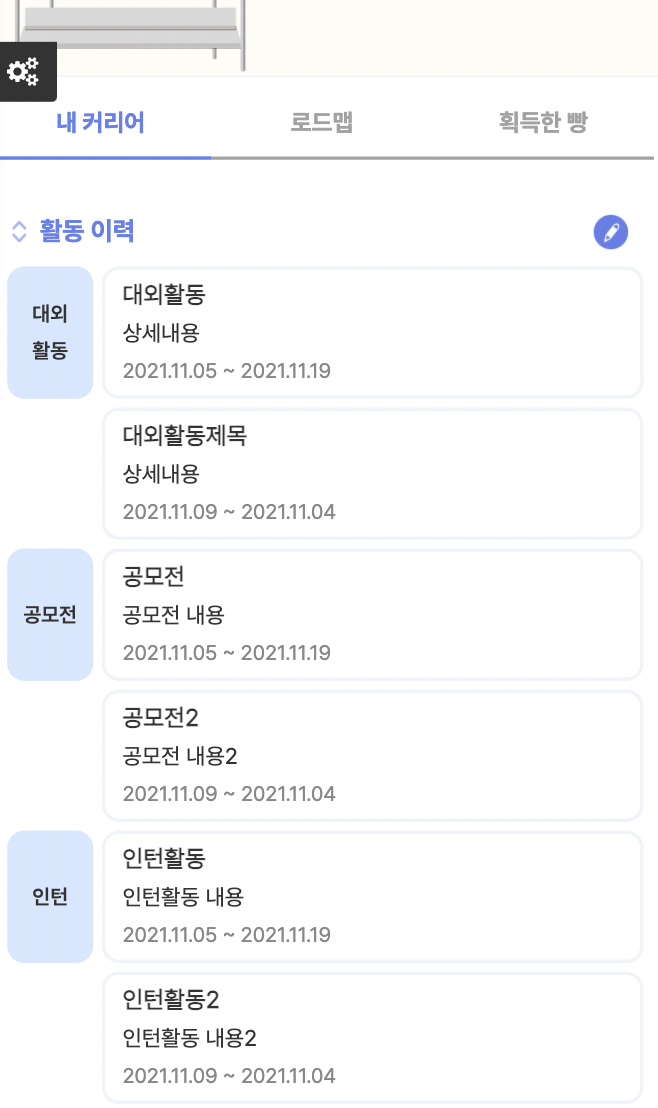 내 커리어
로드맵
획득한 빵
활동 이력
대외
활동
대외활동
상세내용
2021.11.05 ~ 2021.11.19
대외활동제목
상세내용
2021.11.09 ~ 2021.11.04
공모전
공모전
공모전 내용
2021.11.05 ~ 2021.11.19
공모전2
공모전 내용2
2021.11.09 ~ 2021.11.04
인턴
인턴활동
인턴활동 내용
2021.11.05 ~ 2021.11.19
인턴활동2
인턴활동 내용2
2021.11.09 ~ 2021.11.04